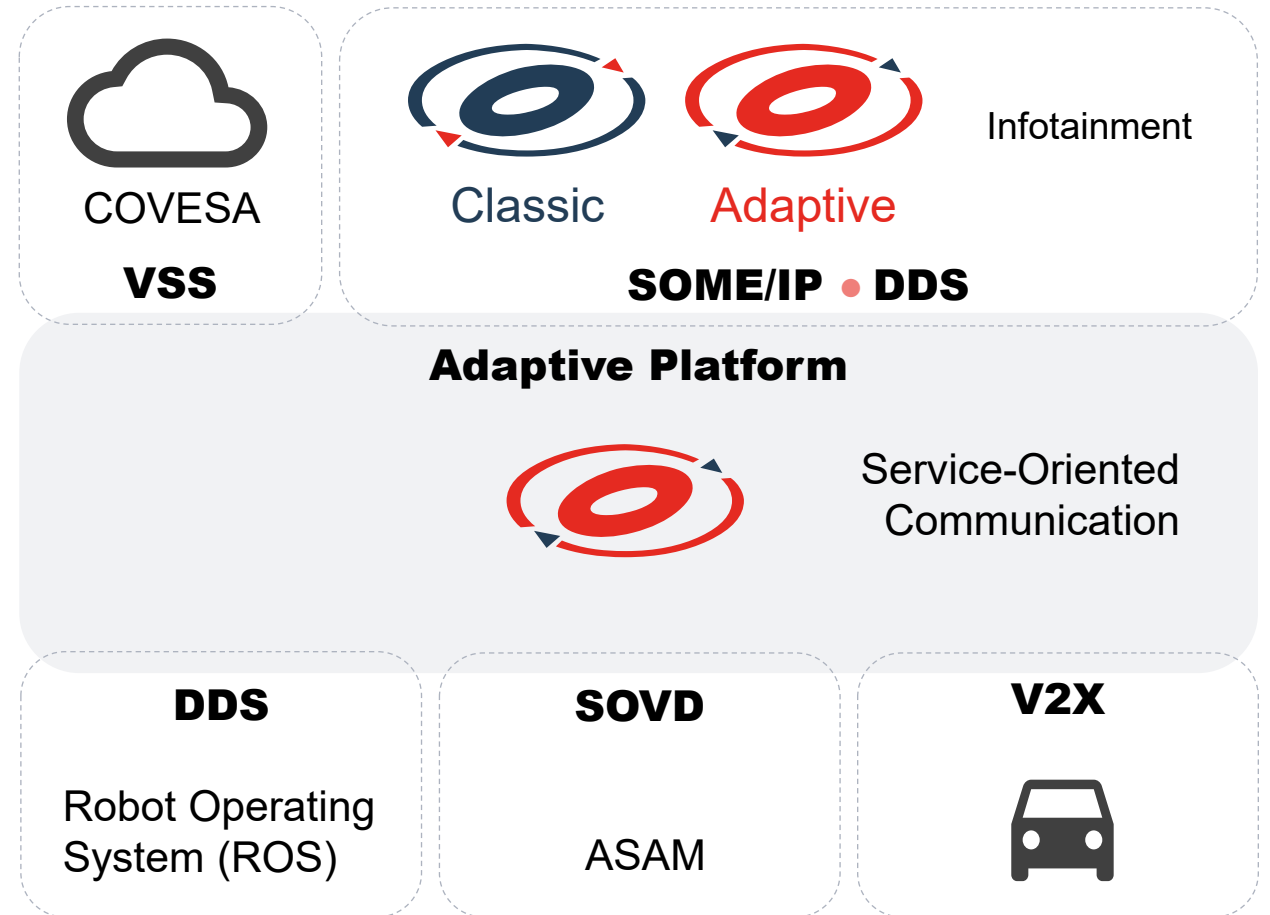 COVESA
VSS
Classic
Adaptive
Infotainment
SOME/IP • DDS
Adaptive Platform
Service-Oriented
Communication
DDS
Robot Operating
System (ROS)
SOVD
ASAM
V2X